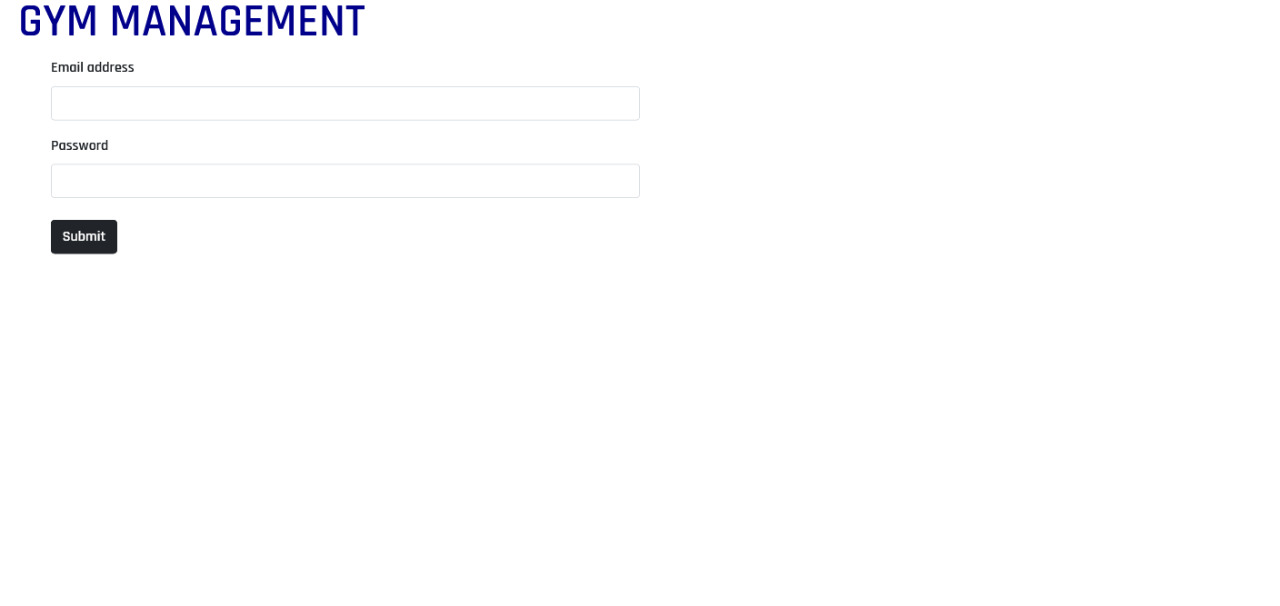 GYM MANAGEMENT
Email address
Password
Submit